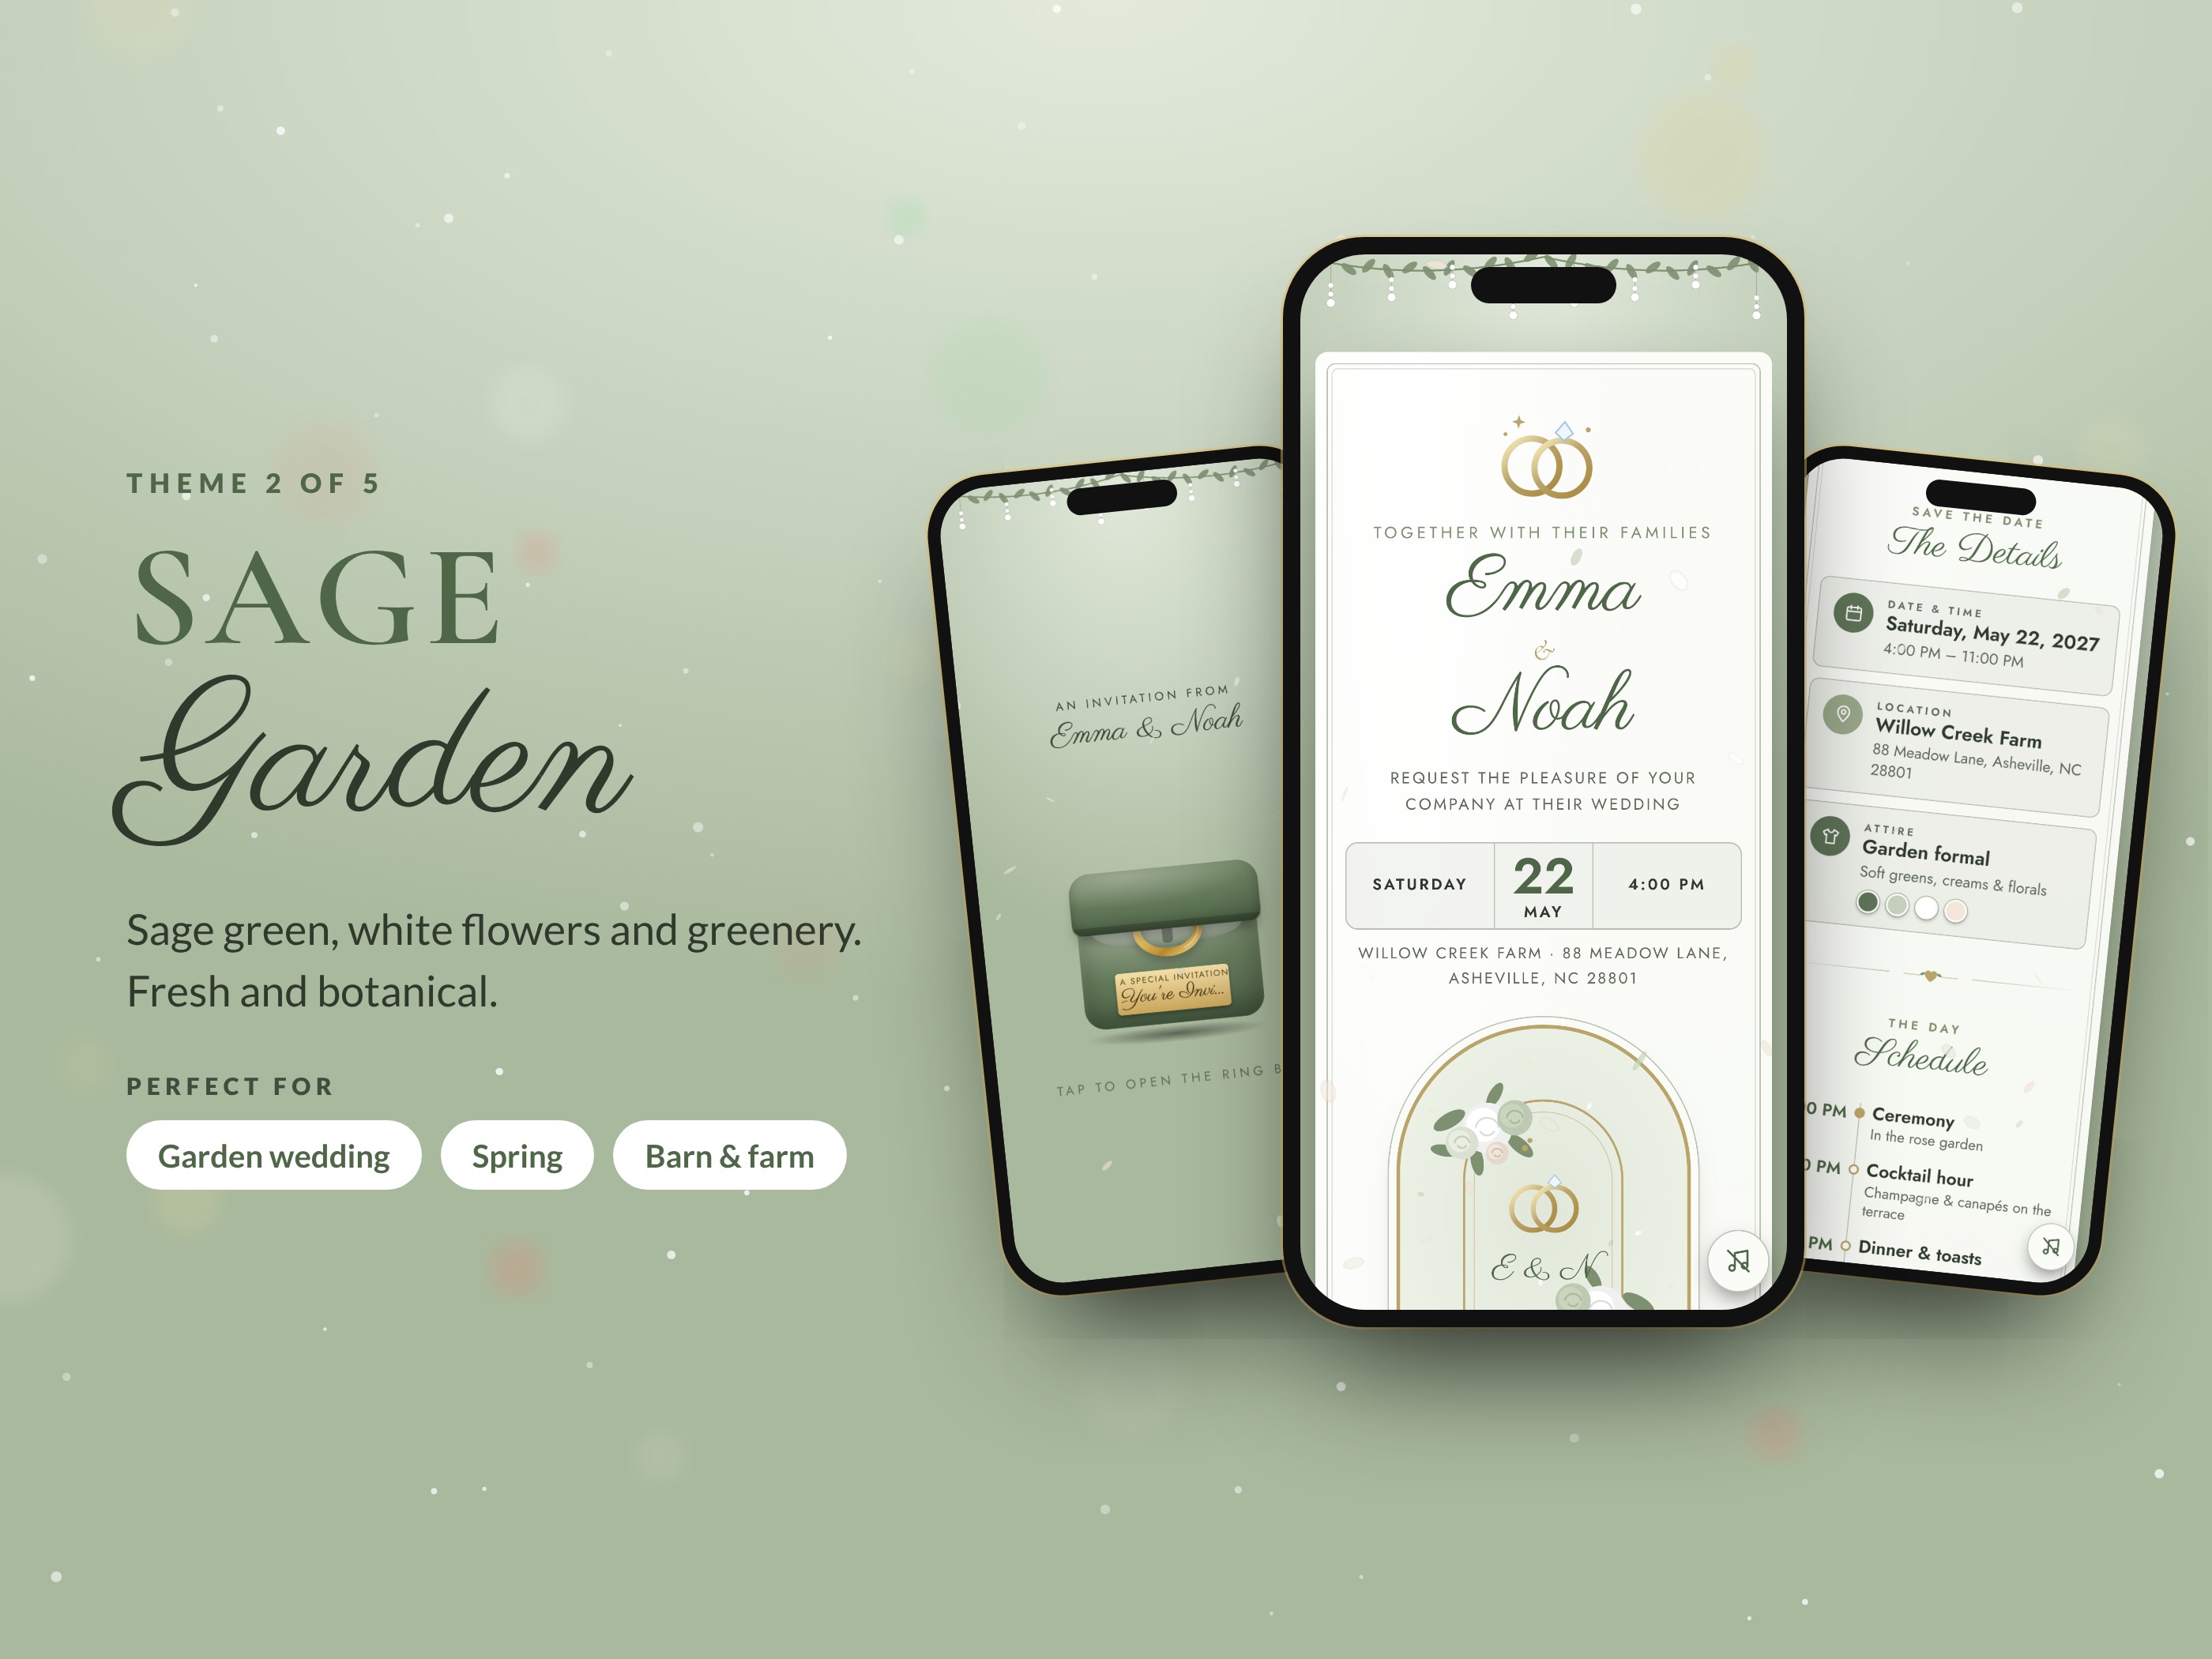 THEME 2 OF 5
SAGE
Garden
Sage green, white flowers and greenery.
Fresh and botanical.
PERFECT FOR
Garden wedding
Spring
Barn & farm
AN INVITATION FROM
Emma & Noah
A SPECIAL INVITATION
You're Invi...
TAP TO OPEN THE RING B
TOGETHER WITH THEIR FAMILIES
Emma
&
Noah
REQUEST THE PLEASURE OF YOUR
COMPANY AT THEIR WEDDING
SATURDAY
22
MAY
4:00 PM
WILLOW CREEK FARM · 88 MEADOW LANE,
ASHEVILLE, NC 28801
E & N
SAVE THE DATE
The Details
DATE & TIME
Saturday, May 22, 2027
4:00 PM – 11:00 PM
LOCATION
Willow Creek Farm
88 Meadow Lane, Asheville, NC
28801
ATTIRE
Garden formal
Soft greens, creams & florals
THE DAY
Schedule
0 PM Ceremony
In the rose garden
0 PM Cocktail hour
Champagne & canapés on the
terrace
PM Dinner & toasts